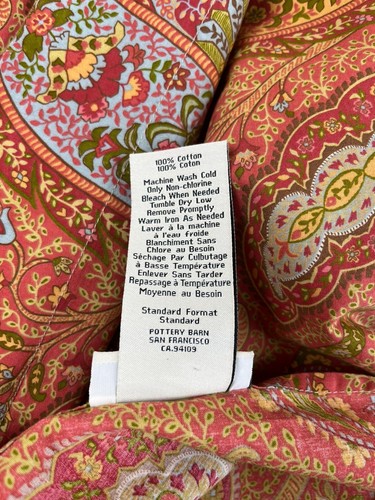 100% Cotton
100% Coton
Machine Wash Cold
Only Non-chlorine
Bleach When Needed
Tumble Dry Low
Remove Promptly
Warm Iron As Needed
Laver à la machine
à l'eau froide
Blanchiment Sans
Chlore au Besoin
Séchage Par Culbutage
à Basse Température
Enlever Sans Tarder
Repassage à Température
Moyenne au Besoin
Standard Format
Standard
POTTERY BARN
SAN FRANCISCO
CA.94109